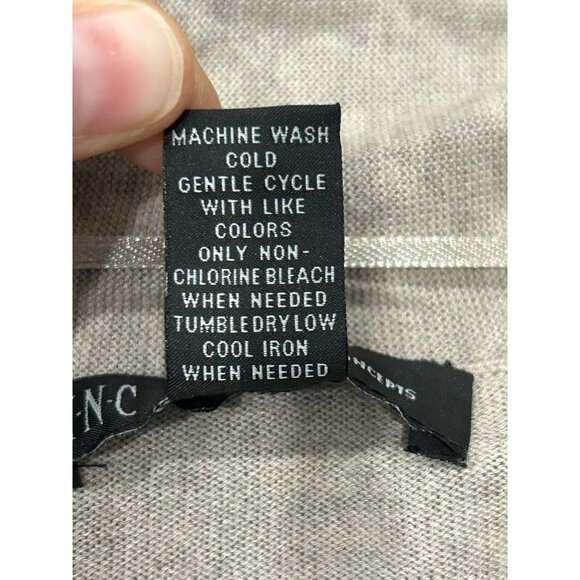 MACHINE WASH
COLD
GENTLE CYCLE
WITH LIKE
COLORS
ONLY NON-
CHLORINE BLEACH
WHEN NEEDED
TUMBLE DRY LOW
COOL IRON
WHEN NEEDED
·N·C
NCEPTS